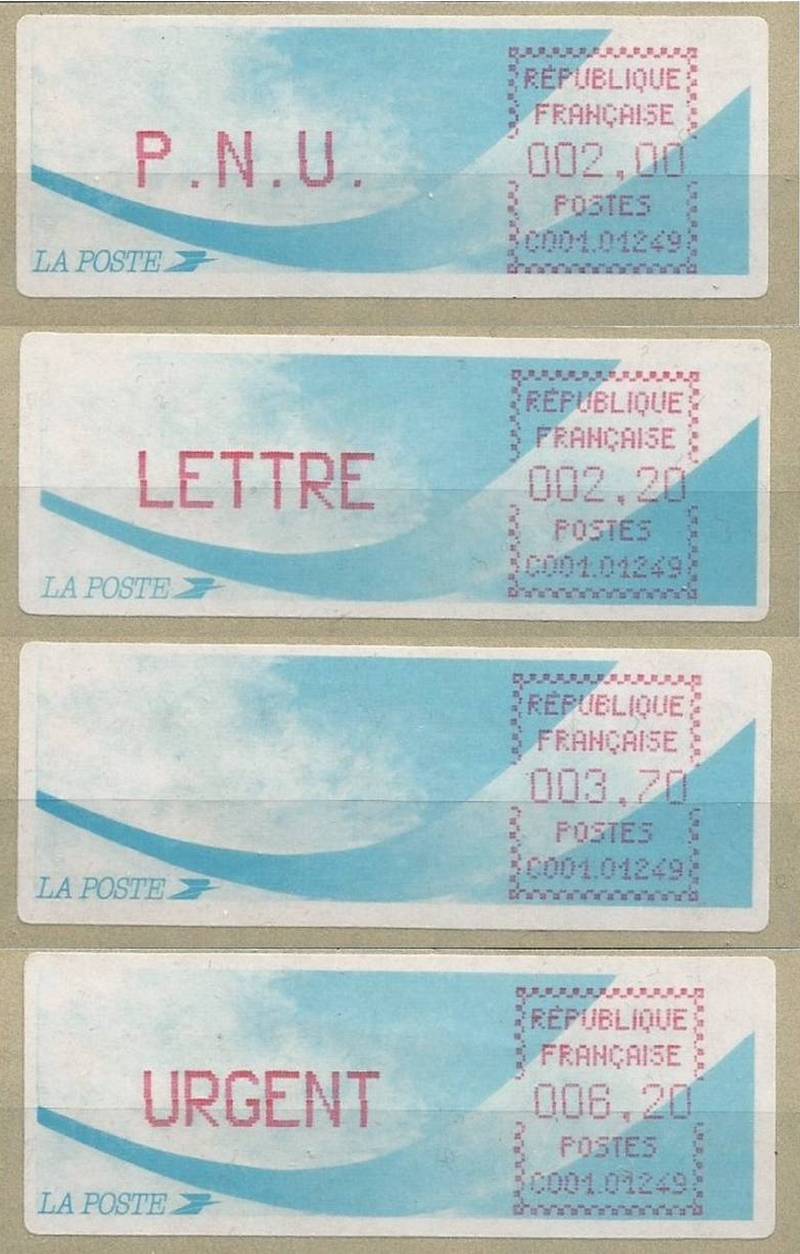 P.N.U.
LA POSTE
RÉPUBLIQUE
FRANÇAISE
002,00
POSTES
C001.01249
LETTRE
LA POSTE
RÉPUBLIQUE
FRANÇAISE
002,20
POSTES
C001.01249
LA POSTE
RÉPUBLIQUE
FRANÇAISE
003,70
POSTES
C001.01249
URGENT
LA POSTE
RÉPUBLIQUE
FRANÇAISE
006,20
POSTES
C001.01249